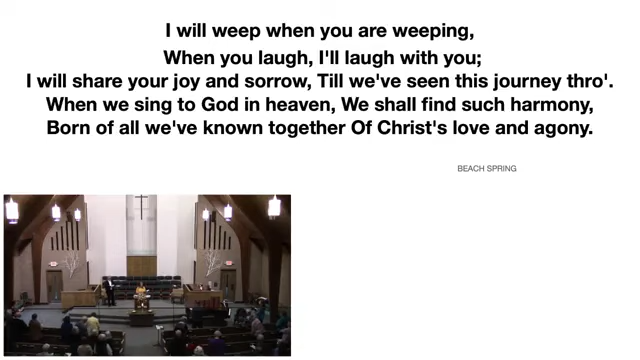 I will weep when you are weeping,
When you laugh, I'll laugh with you;
I will share your joy and sorrow, Till we've seen this journey thro'.
When we sing to God in heaven, We shall find such harmony,
Born of all we've known together Of Christ's love and agony.
BEACH SPRING